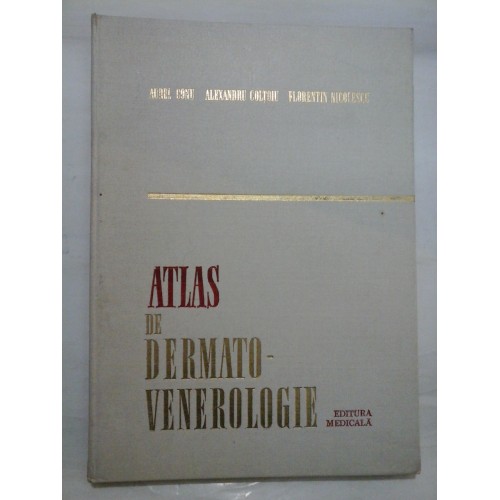 AUREL CONU ALEXANDRU COLTOIU FLORENTIN NICOLESCU
ATLAS
DE
DERMATO-
VENEROLOGIE
EDITURA
MEDICALĂ